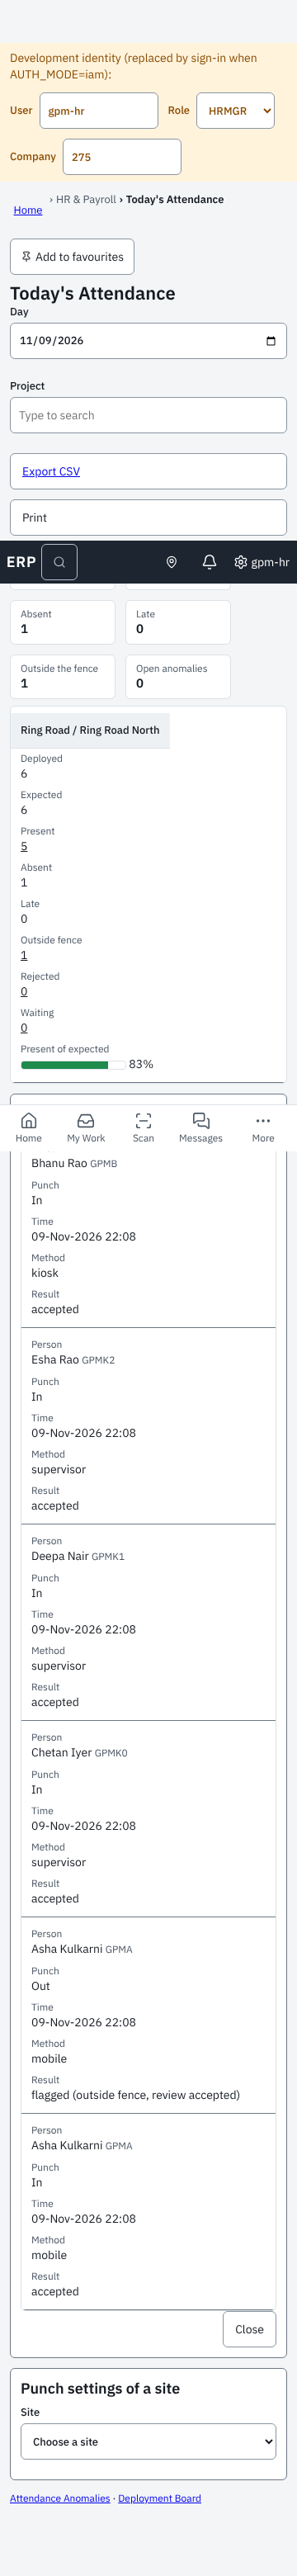 Development identity (replaced by sign-in when
AUTH_MODE=iam):
User gpm-hr Role HRMGR
Company 275
Home › HR & Payroll › Today's Attendance
Add to favourites
Today's Attendance
Day
11/09/2026
Project
Type to search
Export CSV
Print
ERP gpm-hr
Absent Late
1 0
Outside the fence Open anomalies
1 0
Ring Road / Ring Road North
Deployed
6
Expected
6
Present
5
Absent
1
Late
0
Outside fence
1
Rejected
0
Waiting
0
Present of expected
83%
Home My Work Scan Messages More
Bhanu Rao GPMB
Punch
In
Time
09-Nov-2026 22:08
Method
kiosk
Result
accepted
Person
Esha Rao GPMK2
Punch
In
Time
09-Nov-2026 22:08
Method
supervisor
Result
accepted
Person
Deepa Nair GPMK1
Punch
In
Time
09-Nov-2026 22:08
Method
supervisor
Result
accepted
Person
Chetan Iyer GPMK0
Punch
In
Time
09-Nov-2026 22:08
Method
supervisor
Result
accepted
Person
Asha Kulkarni GPMA
Punch
Out
Time
09-Nov-2026 22:08
Method
mobile
Result
flagged (outside fence, review accepted)
Person
Asha Kulkarni GPMA
Punch
In
Time
09-Nov-2026 22:08
Method
mobile
Result
accepted
Close
Punch settings of a site
Site
Choose a site
Attendance Anomalies · Deployment Board